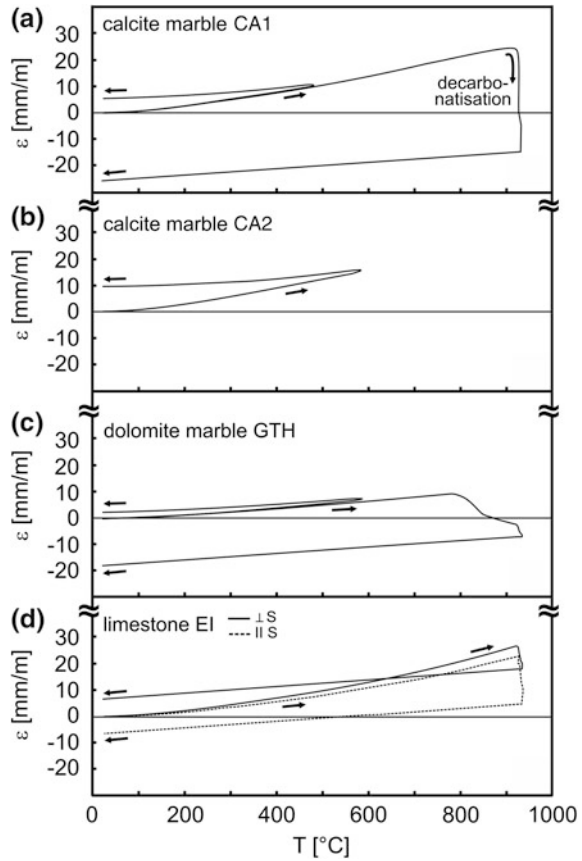 (a)
calcite marble CA1
30
20
10
0
-10
-20
ε [mm/m]
decarbo-
natisation
(b)
calcite marble CA2
30
20
10
0
-10
-20
ε [mm/m]
(c)
dolomite marble GTH
30
20
10
0
-10
-20
ε [mm/m]
(d)
limestone EI
⊥ S
|| S
30
20
10
0
-10
-20
ε [mm/m]
0 200 400 600 800 1000
T [°C]